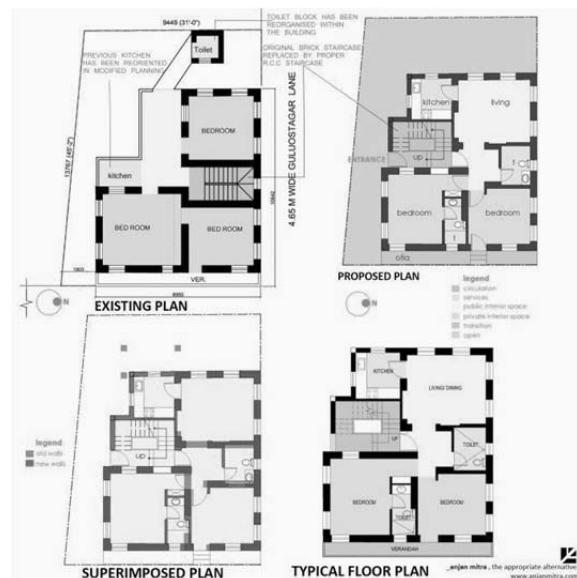 9449 (31'-0")
TOILET BLOCK HAS BEEN
REORGANISED WITHIN
THE BUILDING
Toilet
PREVIOUS KITCHEN
HAS BEEN REORIENTED
IN MODIFIED PLANNING
ORIGINAL BRICK STAIRCASE
REPLACED BY PROPER
R.C.C STAIRCASE
BEDROOM
kitchen
BED ROOM
BED ROOM
VER.
4.65 M WIDE GULUOSTAGAR LANE
N
EXISTING PLAN
kitchen
living
up
ENTRANCE
t
bedroom
bedroom
t
otla
PROPOSED PLAN
N
legend
circulation
services
public interior space
private interior space
transition
open
up
legend
old walls
new walls
SUPERIMPOSED PLAN
KITCHEN
LIVING/DINING
UP
TOILET
BEDROOM
BEDROOM
TOILET
VERANDAH
TYPICAL FLOOR PLAN
_anjan mitra, the appropriate alternative
www.anjanmitra.com